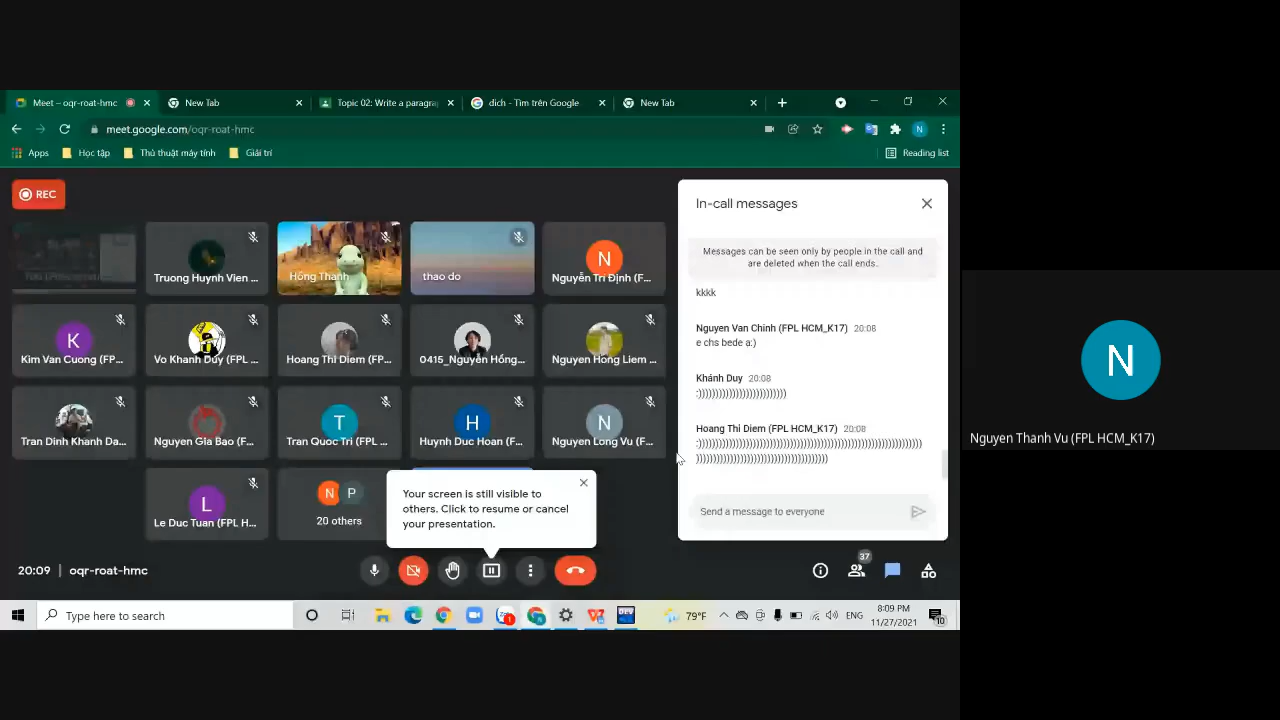 Meet – oqr-roat-hmc
New Tab
Topic 02: Write a paragra
dich - Tìm trên Google
New Tab
meet.google.com/oqr-roat-hmc
N
Apps
Học tập
Thủ thuật máy tính
Giải trí
Reading list
REC
Truong Huynh Vien ...
Hồng Thanh
thao do
N
Nguyễn Trí Định (F...
K
Kim Van Cuong (FP...
Vo Khanh Duy (FPL ...
Hoang Thi Diem (FP...
0415_Nguyễn Hồng...
Nguyen Hong Liem ...
Tran Dinh Khanh Da...
Nguyen Gia Bao (F...
T
Tran Quoc Tri (FPL ...
H
Huynh Duc Hoan (F...
N
Nguyen Long Vu (F...
L
Le Duc Tuan (FPL H...
N P
20 others
Your screen is still visible to
others. Click to resume or cancel
your presentation.
In-call messages
Messages can be seen only by people in the call and
are deleted when the call ends.
kkkk
Nguyen Van Chinh (FPL HCM_K17) 20:08
e chs bede a:)
Khánh Duy 20:08
:))))))))))))))))))))))))))
Hoang Thi Diem (FPL HCM_K17) 20:08
:))))))))))))))))))))))))))))))))))))))))))))))))))))))))))))))))))
)))))))))))))))))))))))))))))))))))))))
Send a message to everyone
20:09 | oqr-roat-hmc
37
Type here to search
1
DEV
79°F
ENG
8:09 PM
11/27/2021
10
N
Nguyen Thanh Vu (FPL HCM_K17)